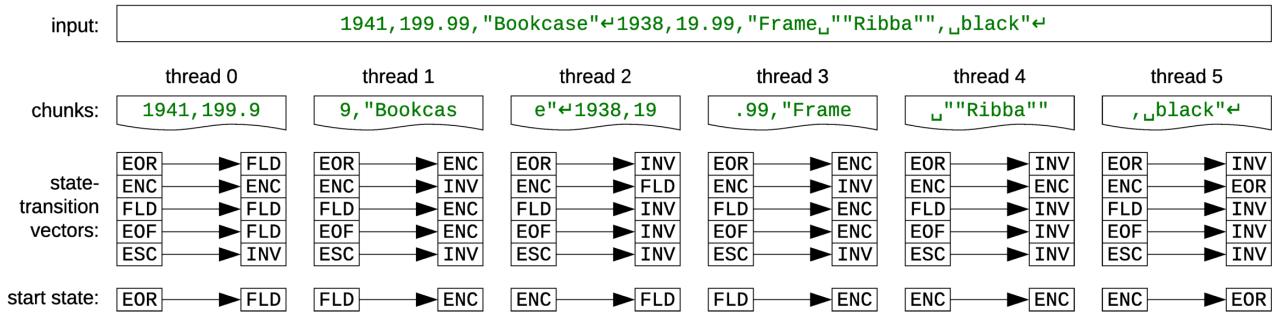 input: 1941,199.99,"Bookcase"↵1938,19.99,"Frame␣""Ribba"",␣black"↵
thread 0 thread 1 thread 2 thread 3 thread 4 thread 5
chunks: 1941,199.9 9,"Bookcas e"↵1938,19 .99,"Frame ␣""Ribba"" ,␣black"↵
EOR FLD EOR ENC EOR INV EOR ENC EOR INV EOR INV
state- ENC ENC ENC INV ENC FLD ENC INV ENC ENC ENC EOR
transition FLD FLD FLD ENC FLD INV FLD ENC FLD INV FLD INV
vectors: EOF FLD EOF ENC EOF INV EOF ENC EOF INV EOF INV
ESC INV ESC INV ESC INV ESC INV ESC INV ESC INV
start state: EOR FLD FLD ENC ENC FLD FLD ENC ENC ENC ENC EOR